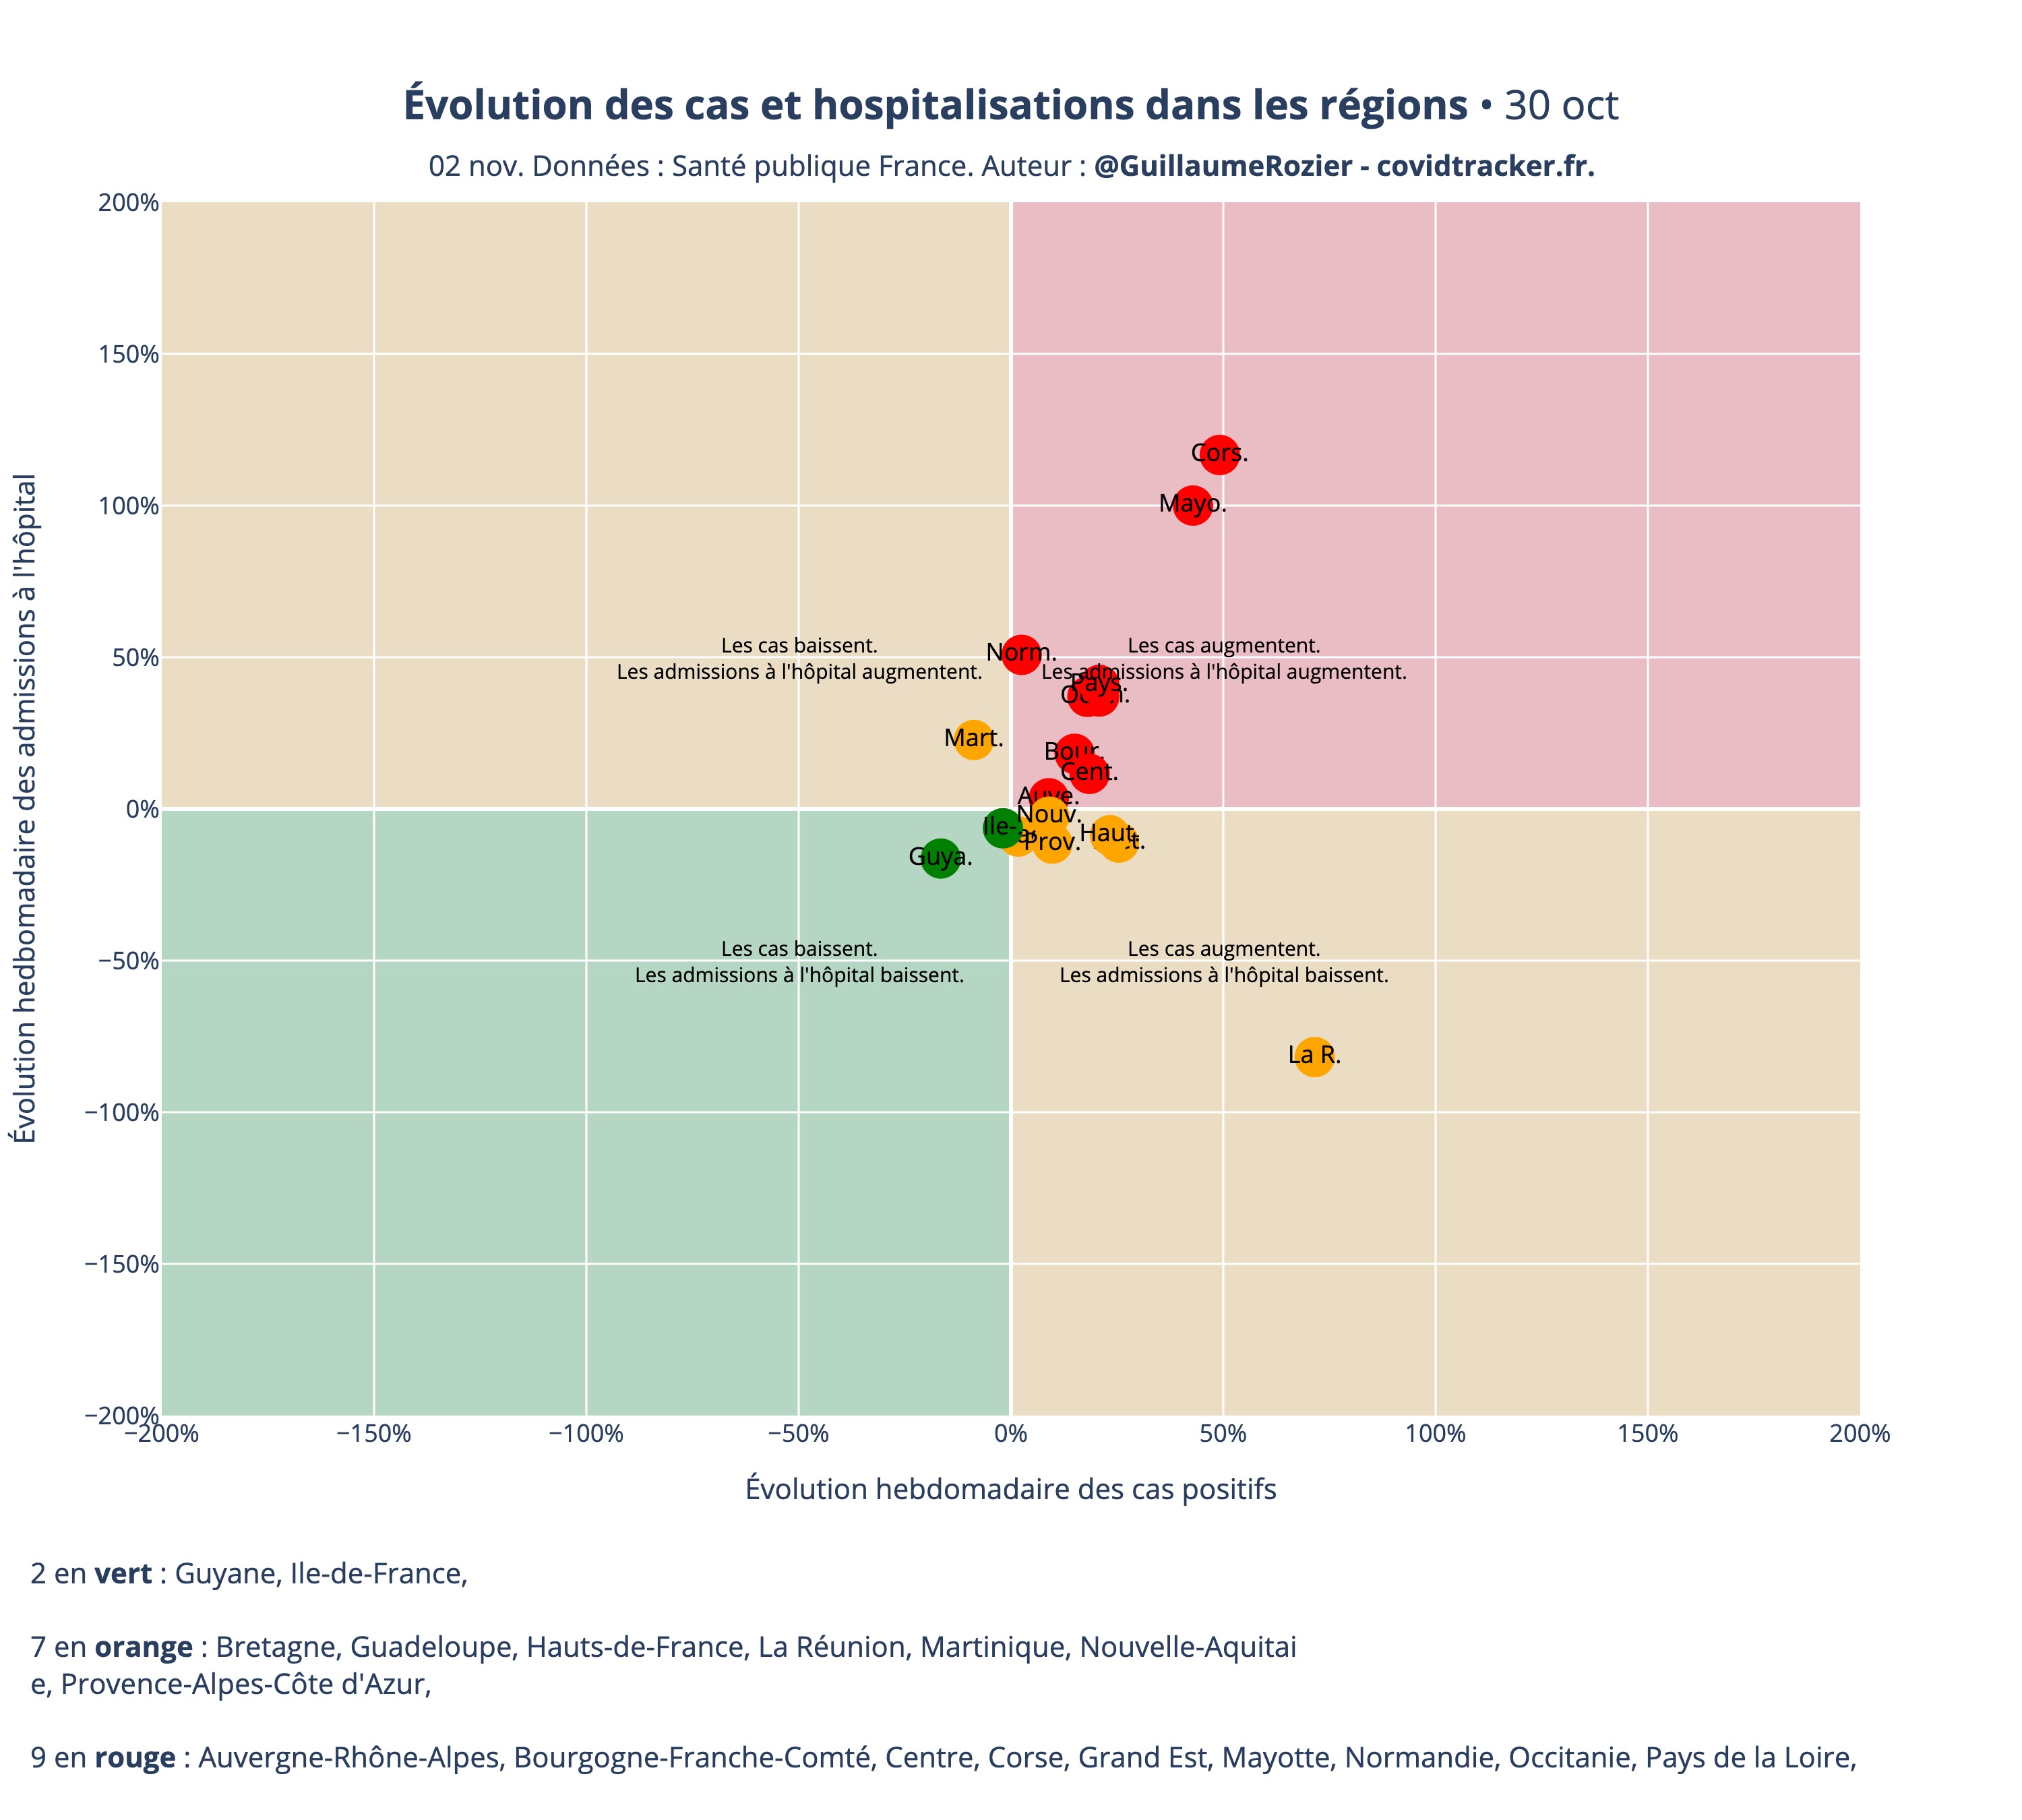 Évolution des cas et hospitalisations dans les régions • 30 oct
02 nov. Données : Santé publique France. Auteur : @GuillaumeRozier - covidtracker.fr.
Évolution hedbomadaire des admissions à l'hôpital
200%
150%
100%
50%
0%
−50%
−100%
−150%
−200%
Cors.
Mayo.
Les cas baissent.
Les admissions à l'hôpital augmentent.
Norm.
Les cas augmentent.
Les admissions à l'hôpital augmentent.
Pays.
Mart.
Bour.
Cent.
Auve.
Nouv.
Ile-.
Prov.
Haut.
Guya.
Les cas baissent.
Les admissions à l'hôpital baissent.
Les cas augmentent.
Les admissions à l'hôpital baissent.
La R.
−200%
−150%
−100%
−50%
0%
50%
100%
150%
200%
Évolution hebdomadaire des cas positifs
2 en vert : Guyane, Ile-de-France,
7 en orange : Bretagne, Guadeloupe, Hauts-de-France, La Réunion, Martinique, Nouvelle-Aquitai
e, Provence-Alpes-Côte d'Azur,
9 en rouge : Auvergne-Rhône-Alpes, Bourgogne-Franche-Comté, Centre, Corse, Grand Est, Mayotte, Normandie, Occitanie, Pays de la Loire,